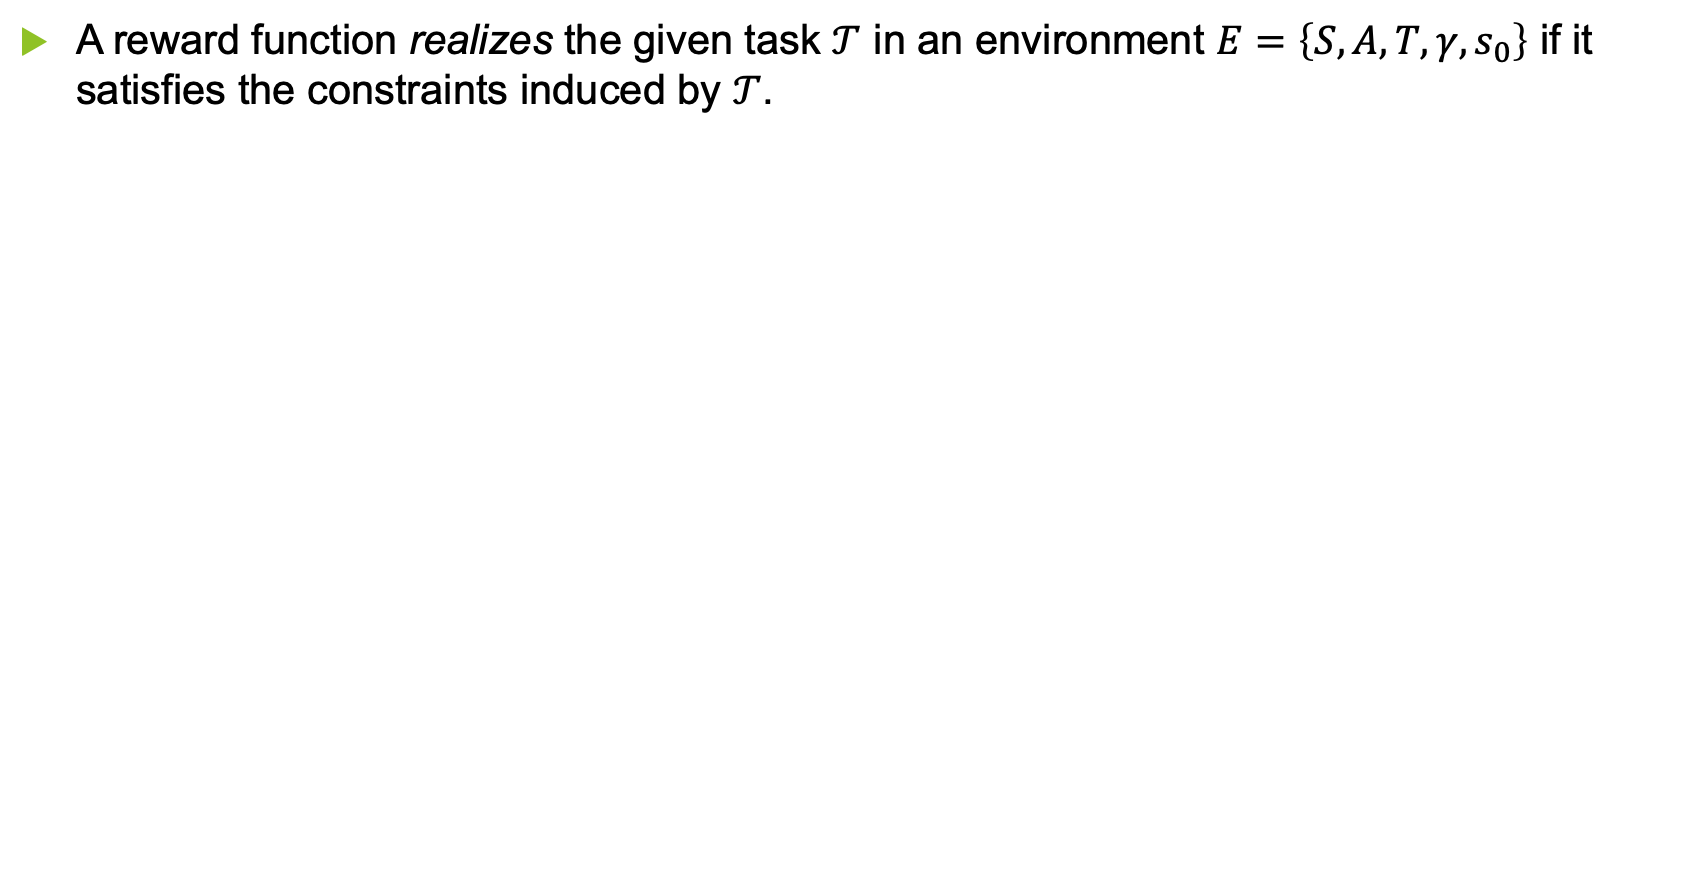 A reward function realizes the given task 𝒯 in an environment 𝐸 = {𝑆, 𝐴, 𝑇, 𝛾, 𝑠₀} if it
satisfies the constraints induced by 𝒯.